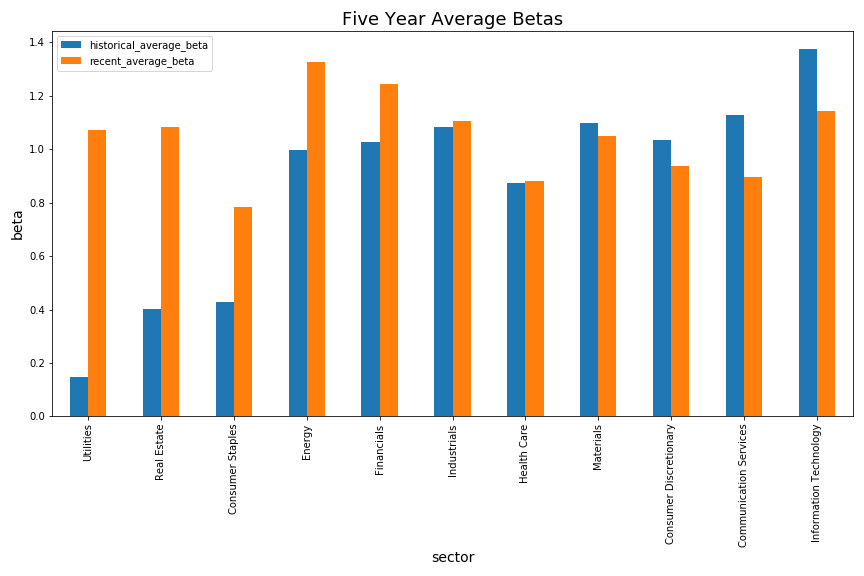 Five Year Average Betas
historical_average_beta
recent_average_beta
1.4
1.2
1.0
0.8
0.6
0.4
0.2
0.0
beta
Utilities
Real Estate
Consumer Staples
Energy
Financials
Industrials
Health Care
Materials
Consumer Discretionary
Communication Services
Information Technology
sector